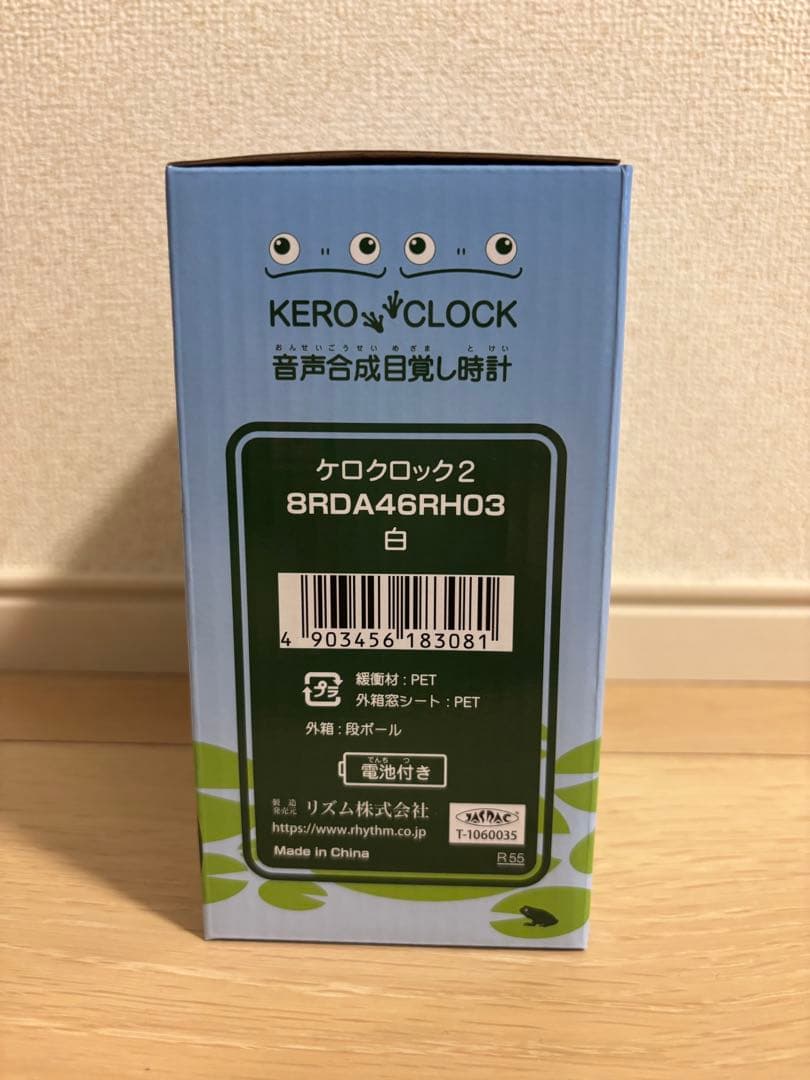 KERO CLOCK
おんせいごうせい めざま とけい
音声合成目覚し時計
ケロクロック2
8RDA46RH03
白
4 903456 183081
プラ 緩衝材：PET
外箱窓シート：PET
外箱：段ボール
でんち つ
電池付き
製造
発売元 リズム株式会社
https://www.rhythm.co.jp
JASRAC
T-1060035
Made in China
R55